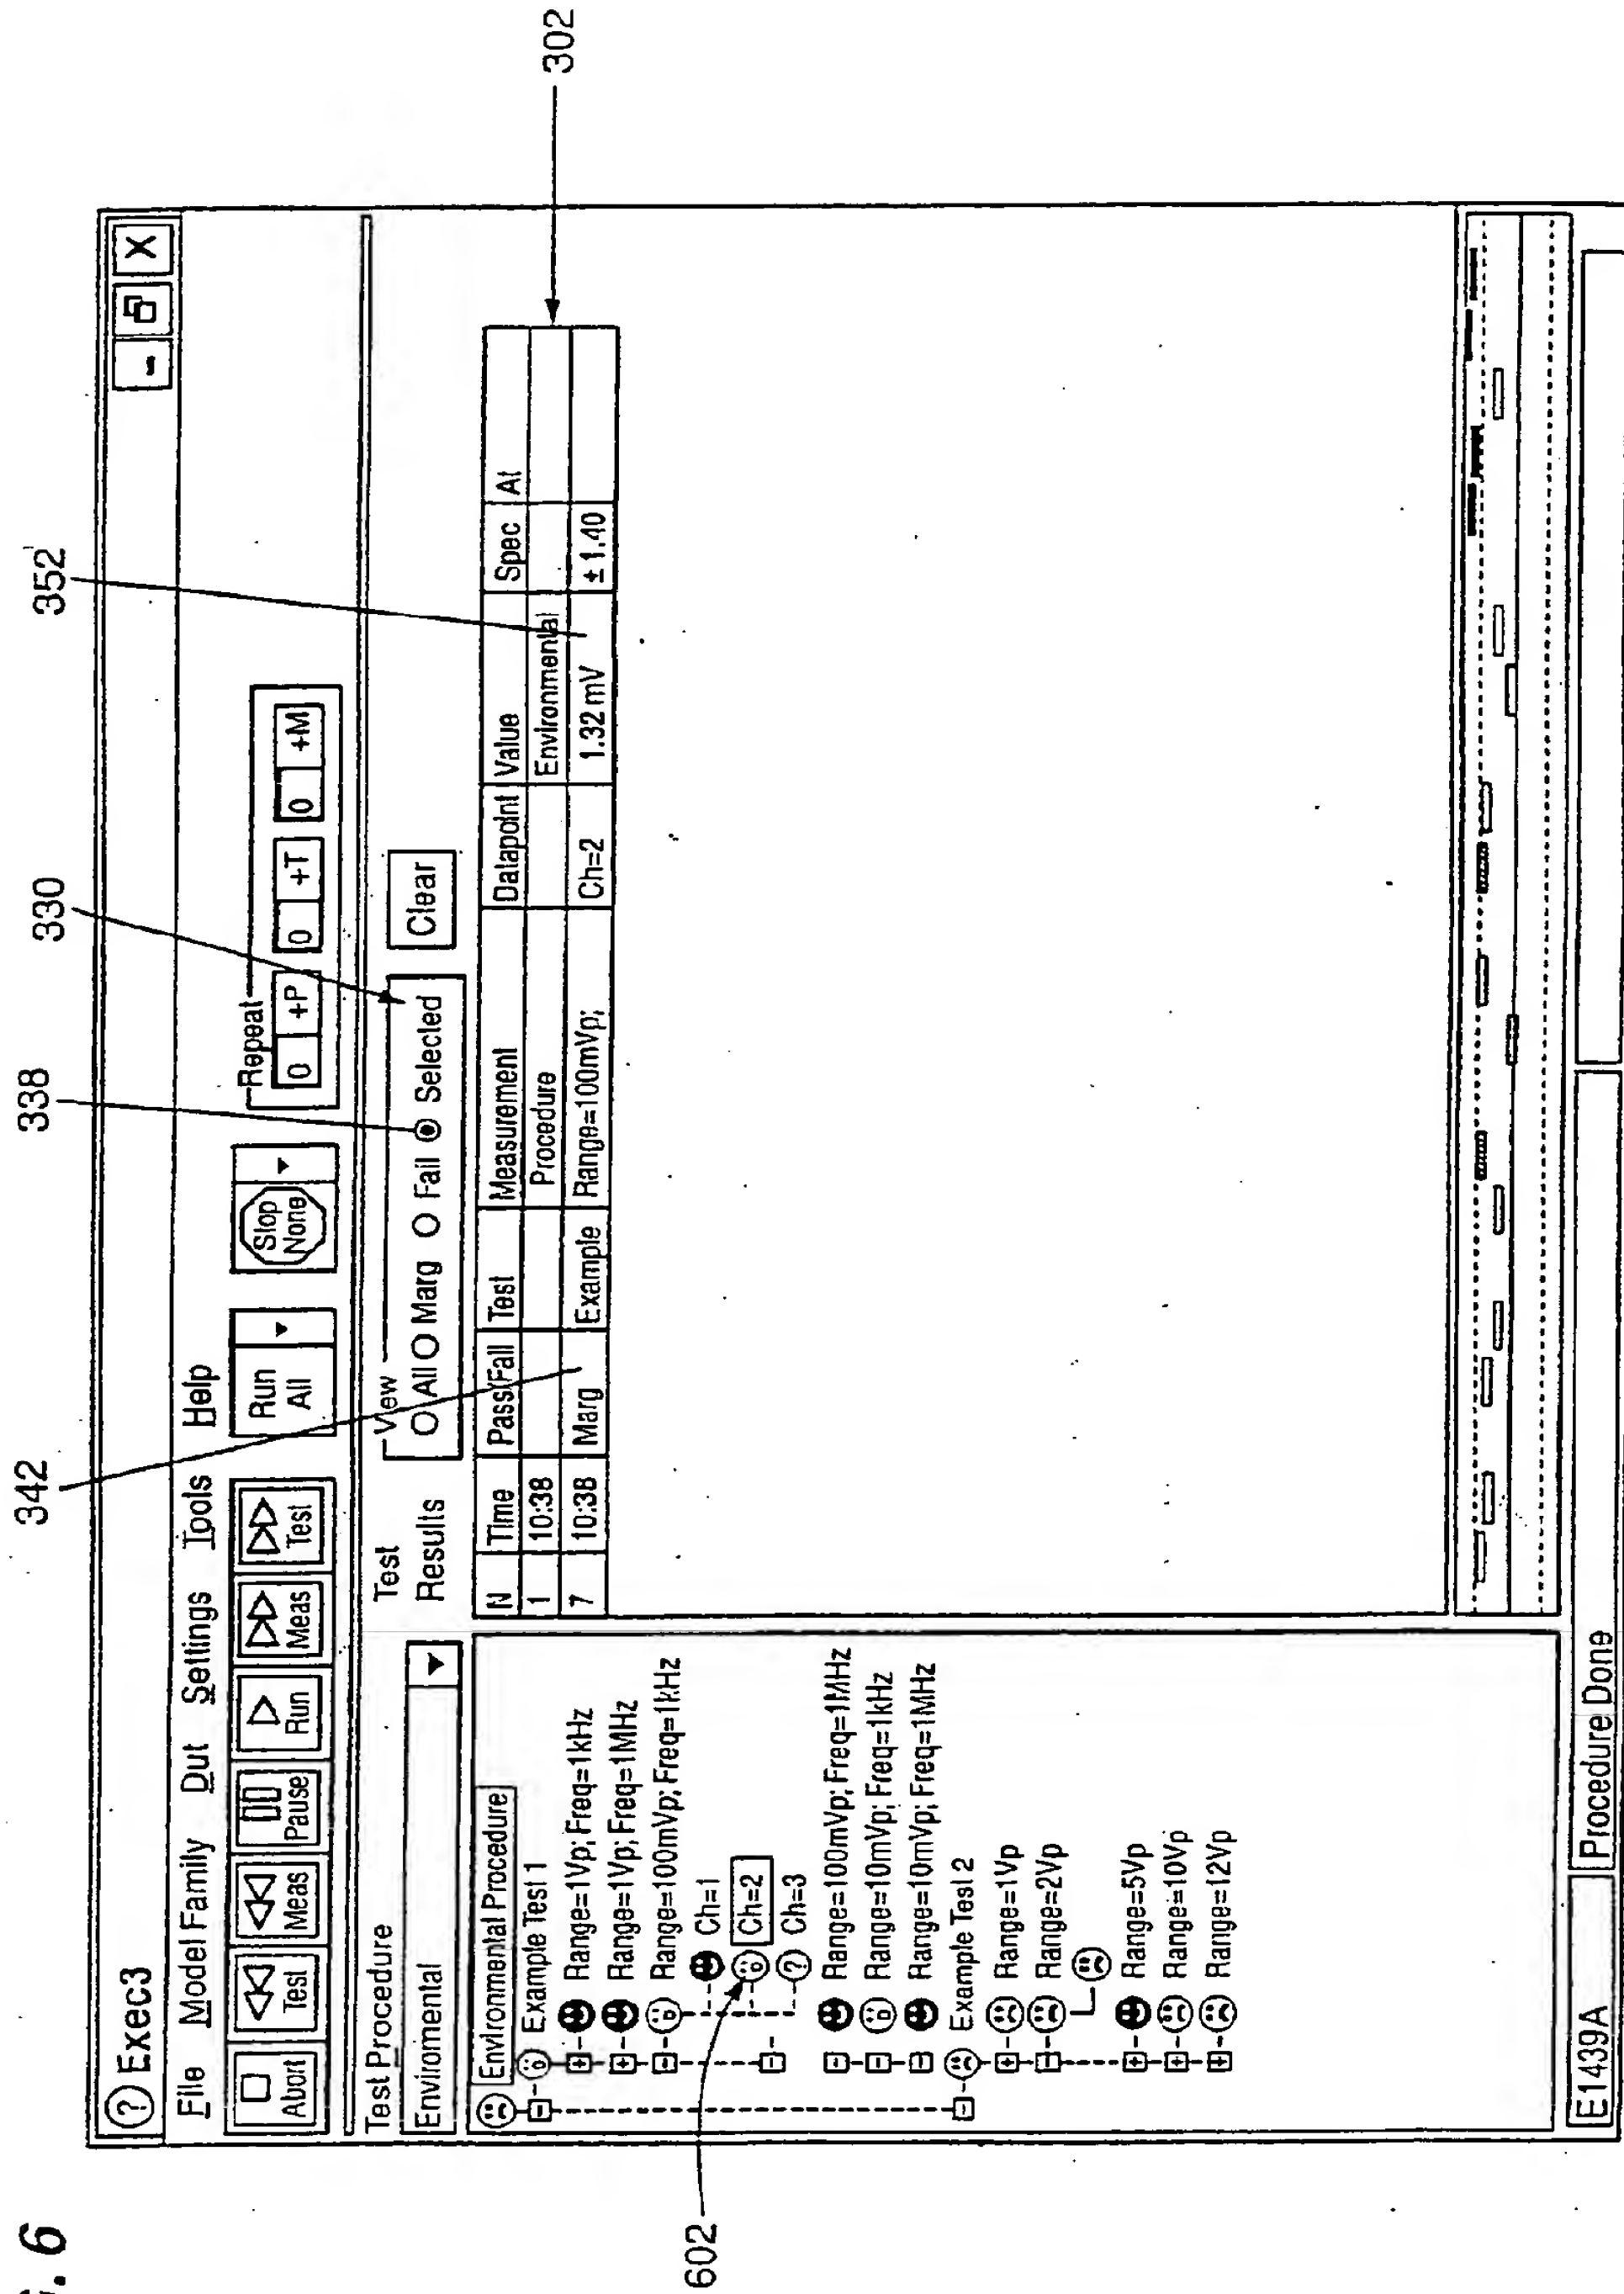 G. 6
342
338
330
352
302
602
Exec3
File Model Family Dut Settings Tools Help
Abort
Test
Meas
Pause
Run
Meas
Test
Run All
Stop None
Repeat
0 +P 0 +T 0 +M
Test Procedure
Enviromental
Test Results
View
All Marg Fail Selected
Clear
Environmental Procedure
Example Test 1
Range=1Vp; Freq=1kHz
Range=1Vp; Freq=1MHz
Range=100mVp; Freq=1kHz
Ch=1
Ch=2
Ch=3
Range=100mVp; Freq=1MHz
Range=10mVp; Freq=1kHz
Range=10mVp; Freq=1MHz
Example Test 2
Range=1Vp
Range=2Vp
Range=5Vp
Range=10Vp
Range=12Vp
N Time Pass/Fail Test Measurement Datapoint Value Spec At
1 10:38 Procedure Environmental
7 10:38 Marg Example Range=100mVp; Ch=2 1.32 mV ± 1.40
E1439A
Procedure Done